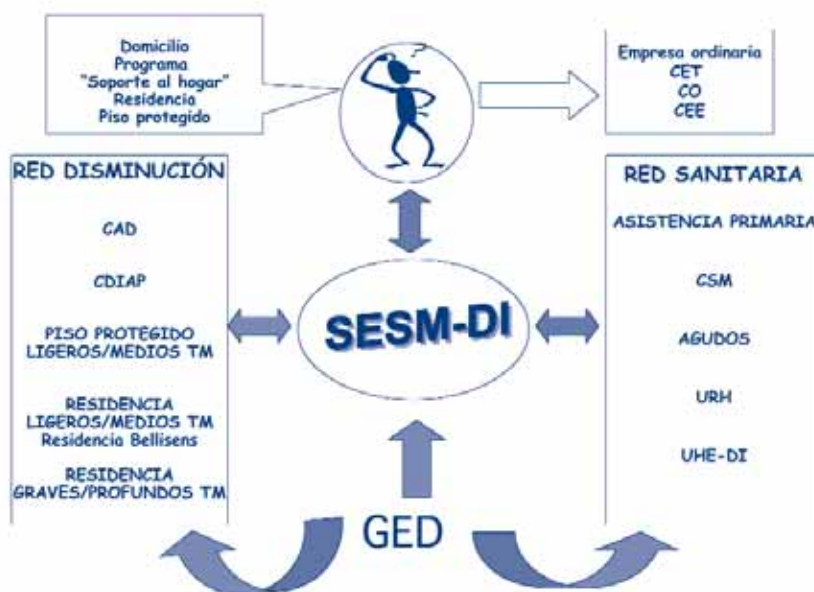 Domicilio
Programa
"Soporte al hogar"
Residencia
Piso protegido
?
Empresa ordinaria
CET
CO
CEE
RED DISMINUCIÓN
CAD
CDIAP
PISO PROTEGIDO
LIGEROS/MEDIOS TM
RESIDENCIA
LIGEROS/MEDIOS TM
Residencia Bellisens
RESIDENCIA
GRAVES/PROFUNDOS TM
SESM-DI
RED SANITARIA
ASISTENCIA PRIMARIA
CSM
AGUDOS
URH
UHE-DI
GED